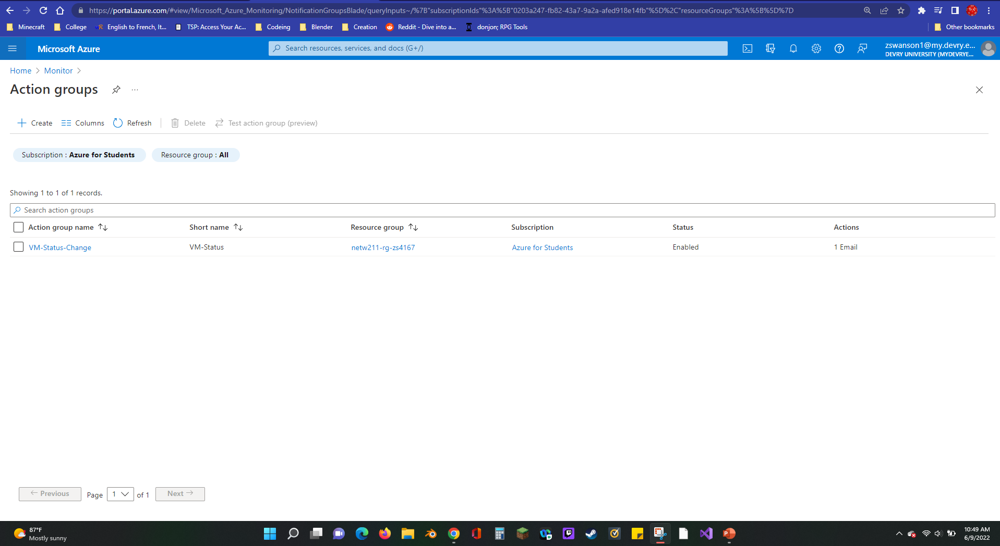 https://portal.azure.com/#view/Microsoft_Azure_Monitoring/NotificationGroupsBlade/queryInputs~/%7B"subscriptionIds"%3A%5B"0203a247-fb82-43a7-9a2a-afed918e14fb"%5D%2C"resourceGroups"%3A%5B%5D%7D
Minecraft College English to French, It... TSP: Access Your Ac... Codeing Blender Creation Reddit - Dive into a... donjon; RPG Tools Other bookmarks
Microsoft Azure Search resources, services, and docs (G+/) zswanson1@my.devry.e...
DEVRY UNIVERSITY (MYDEVRYE...
Home Monitor
Action groups ...
Create Columns Refresh Delete Test action group (preview)
Subscription : Azure for Students Resource group : All
Showing 1 to 1 of 1 records.
Search action groups
Action group name Short name Resource group Subscription Status Actions
VM-Status-Change VM-Status netw211-rg-zs4167 Azure for Students Enabled 1 Email
Previous Page 1 of 1 Next
87°F
Mostly sunny
10:49 AM
6/9/2022